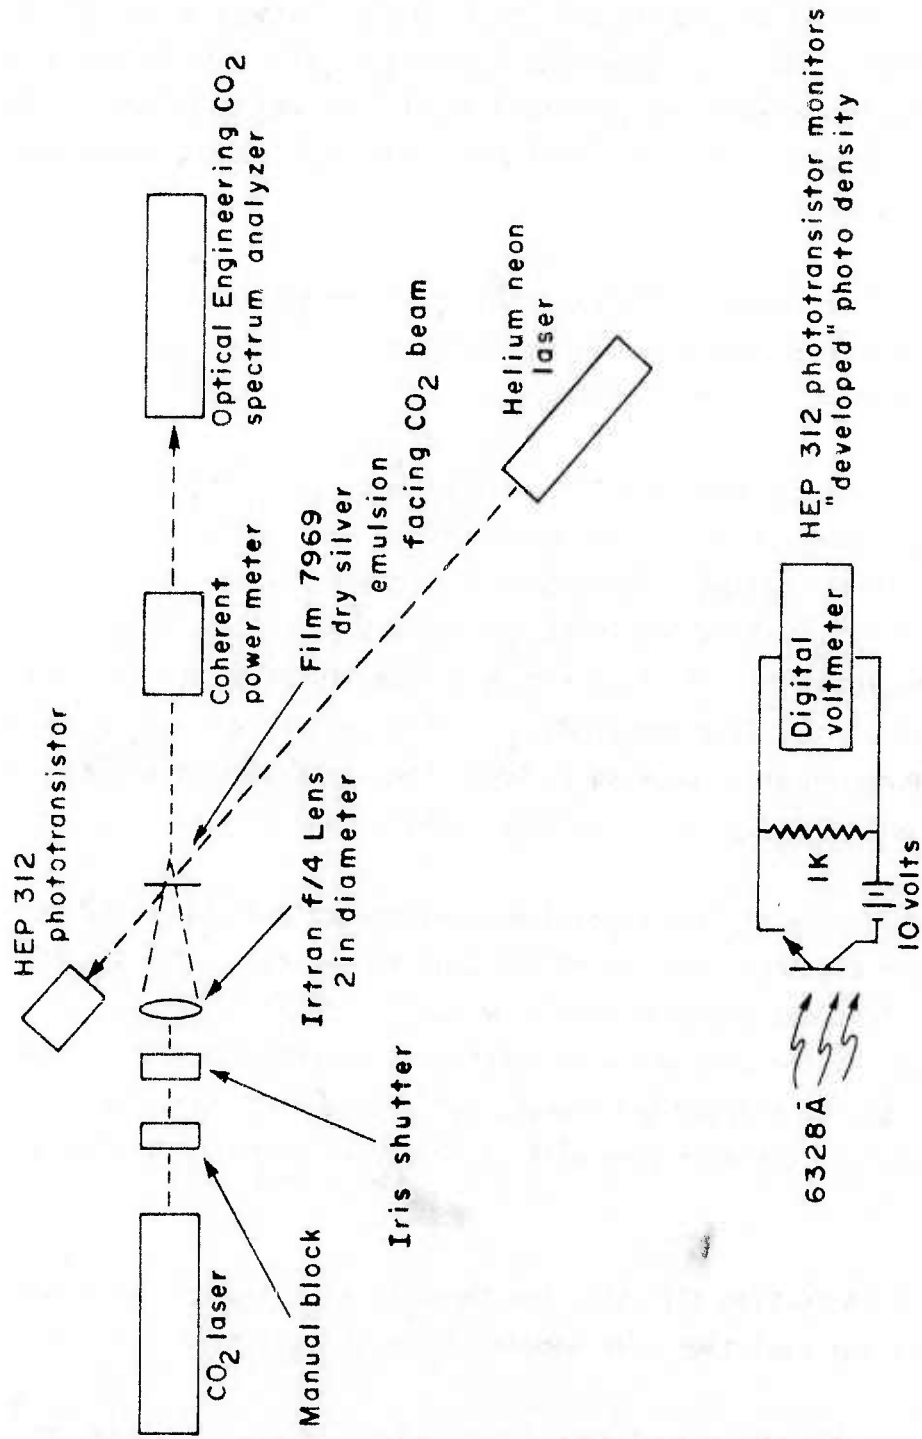 HEP 312
phototransistor
CO2 laser
Manual block
Iris shutter
Irtran f/4 Lens
2 in diameter
Film 7969
dry silver
emulsion
facing CO2 beam
Coherent
power meter
Optical Engineering CO2
spectrum analyzer
Helium neon
laser
6328Å
10 volts
1K
Digital
voltmeter
HEP 312 phototransistor monitors
"developed" photo density